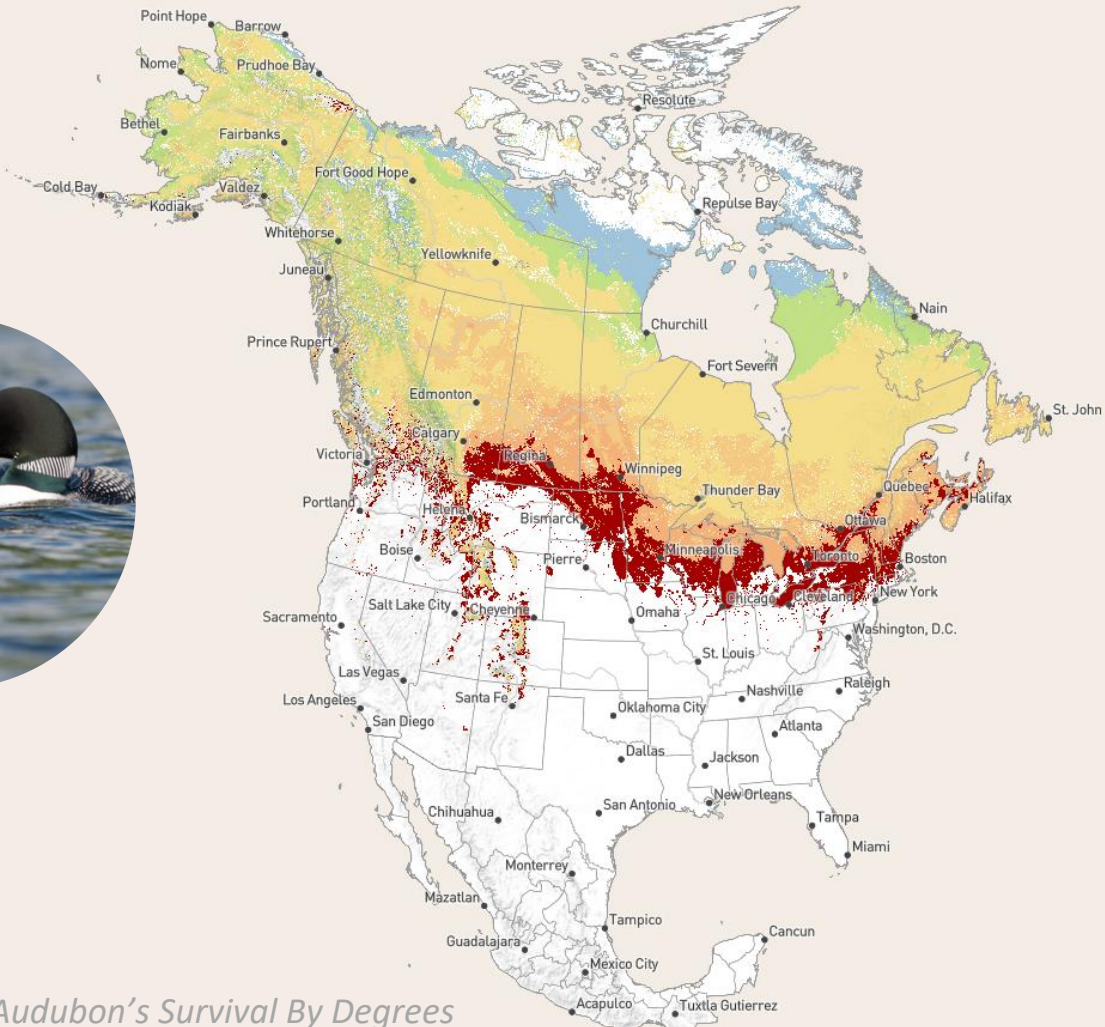 Point Hope
Barrow
Nome
Prudhoe Bay
Resolute
Bethel
Fairbanks
Fort Good Hope
Cold Bay
Valdez
Kodiak
Repulse Bay
Whitehorse
Yellowknife
Juneau
Nain
Churchill
Prince Rupert
Fort Severn
Edmonton
St. John
Calgary
Victoria
Regina
Winnipeg
Thunder Bay
Quebec
Halifax
Portland
Helena
Bismarck
Ottawa
Boise
Pierre
Minneapolis
Toronto
Boston
Salt Lake City
Cheyenne
Chicago
Cleveland
New York
Sacramento
Omaha
Washington, D.C.
St. Louis
Las Vegas
Raleigh
Los Angeles
Santa Fe
Nashville
San Diego
Oklahoma City
Atlanta
Dallas
Jackson
New Orleans
Chihuahua
San Antonio
Tampa
Miami
Monterrey
Mazatlan
Tampico
Guadalajara
Cancun
Mexico City
Acapulco
Tuxtla Gutierrez
Audubon's Survival By Degrees